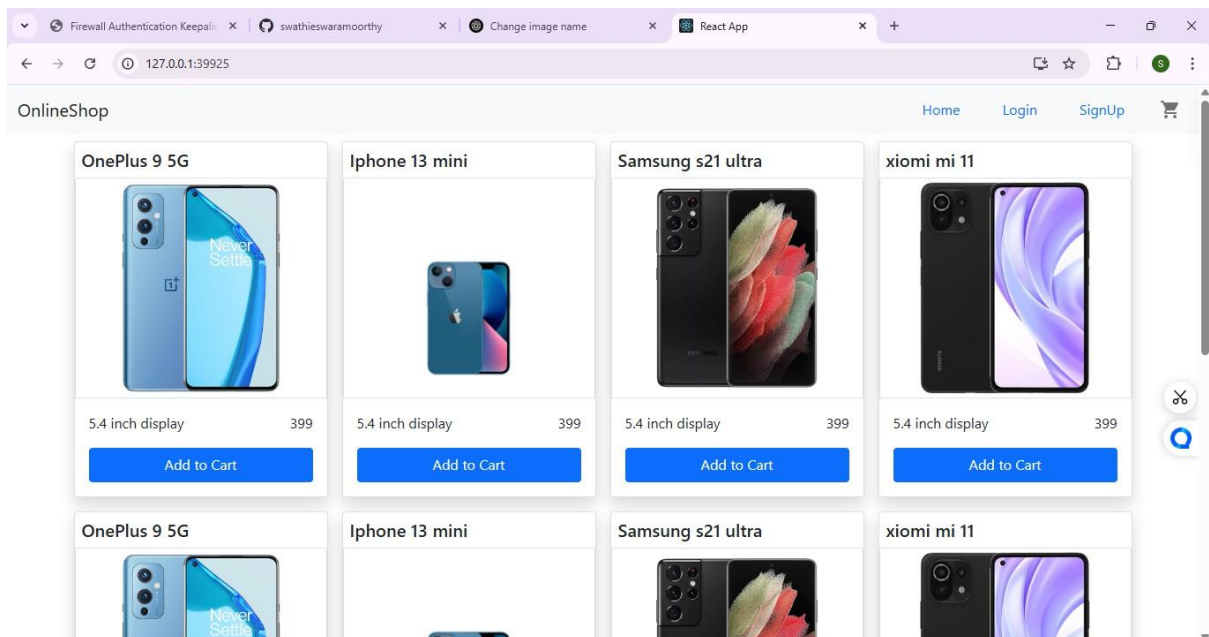 Firewall Authentication Keepali
swathieswaramoorthy
Change image name
React App
127.0.0.1:39925
S
OnlineShop
Home Login SignUp
OnePlus 9 5G
Iphone 13 mini
Samsung s21 ultra
xiomi mi 11
Never
Settle
5.4 inch display 399
5.4 inch display 399
5.4 inch display 399
5.4 inch display 399
Add to Cart
Add to Cart
Add to Cart
Add to Cart
OnePlus 9 5G
Iphone 13 mini
Samsung s21 ultra
xiomi mi 11
Never
Settle